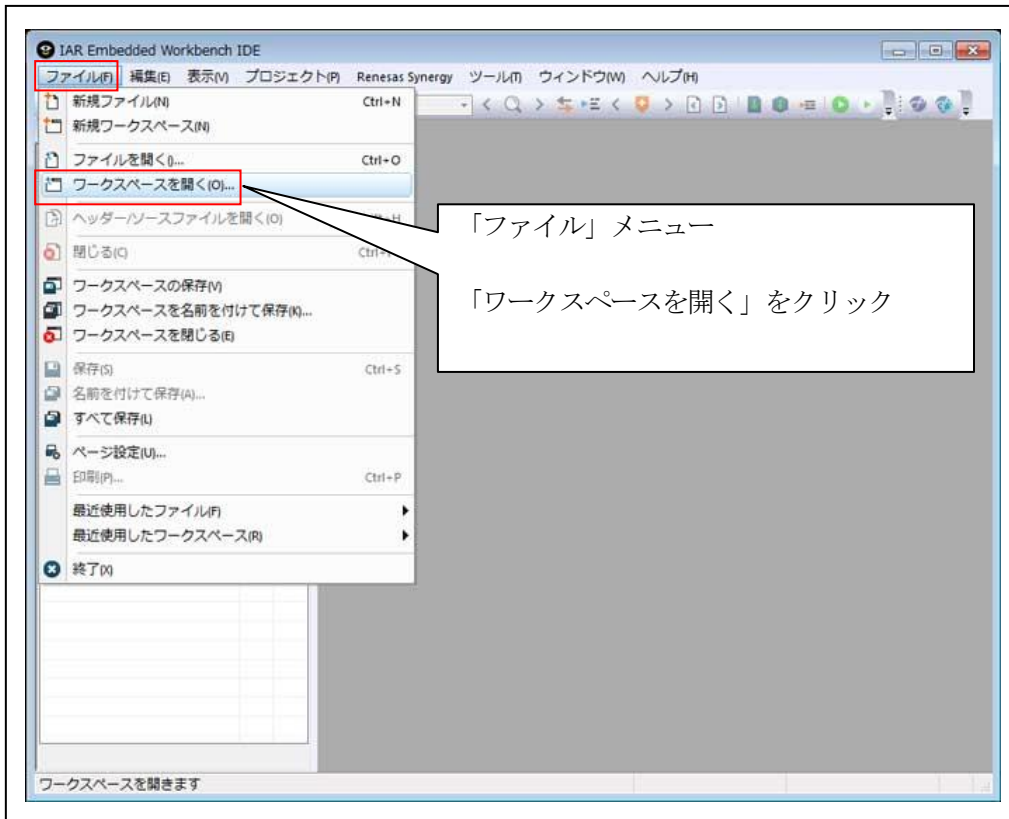 IAR Embedded Workbench IDE
ファイル(F) 編集(E) 表示(V) プロジェクト(P) Renesas Synergy ツール(T) ウィンドウ(W) ヘルプ(H)
新規ファイル(N) Ctrl+N
新規ワークスペース(N)
ファイルを開く()... Ctrl+O
ワークスペースを開く(O)...
ヘッダー/ソースファイルを開く(O)
閉じる(C)
ワークスペースの保存(V)
ワークスペースを名前を付けて保存(K)...
ワークスペースを閉じる(E)
保存(S) Ctrl+S
名前を付けて保存(A)...
すべて保存(L)
ページ設定(U)...
印刷(P)... Ctrl+P
最近使用したファイル(F)
最近使用したワークスペース(R)
終了(X)
「ファイル」メニュー
「ワークスペースを開く」をクリック
ワークスペースを開きます